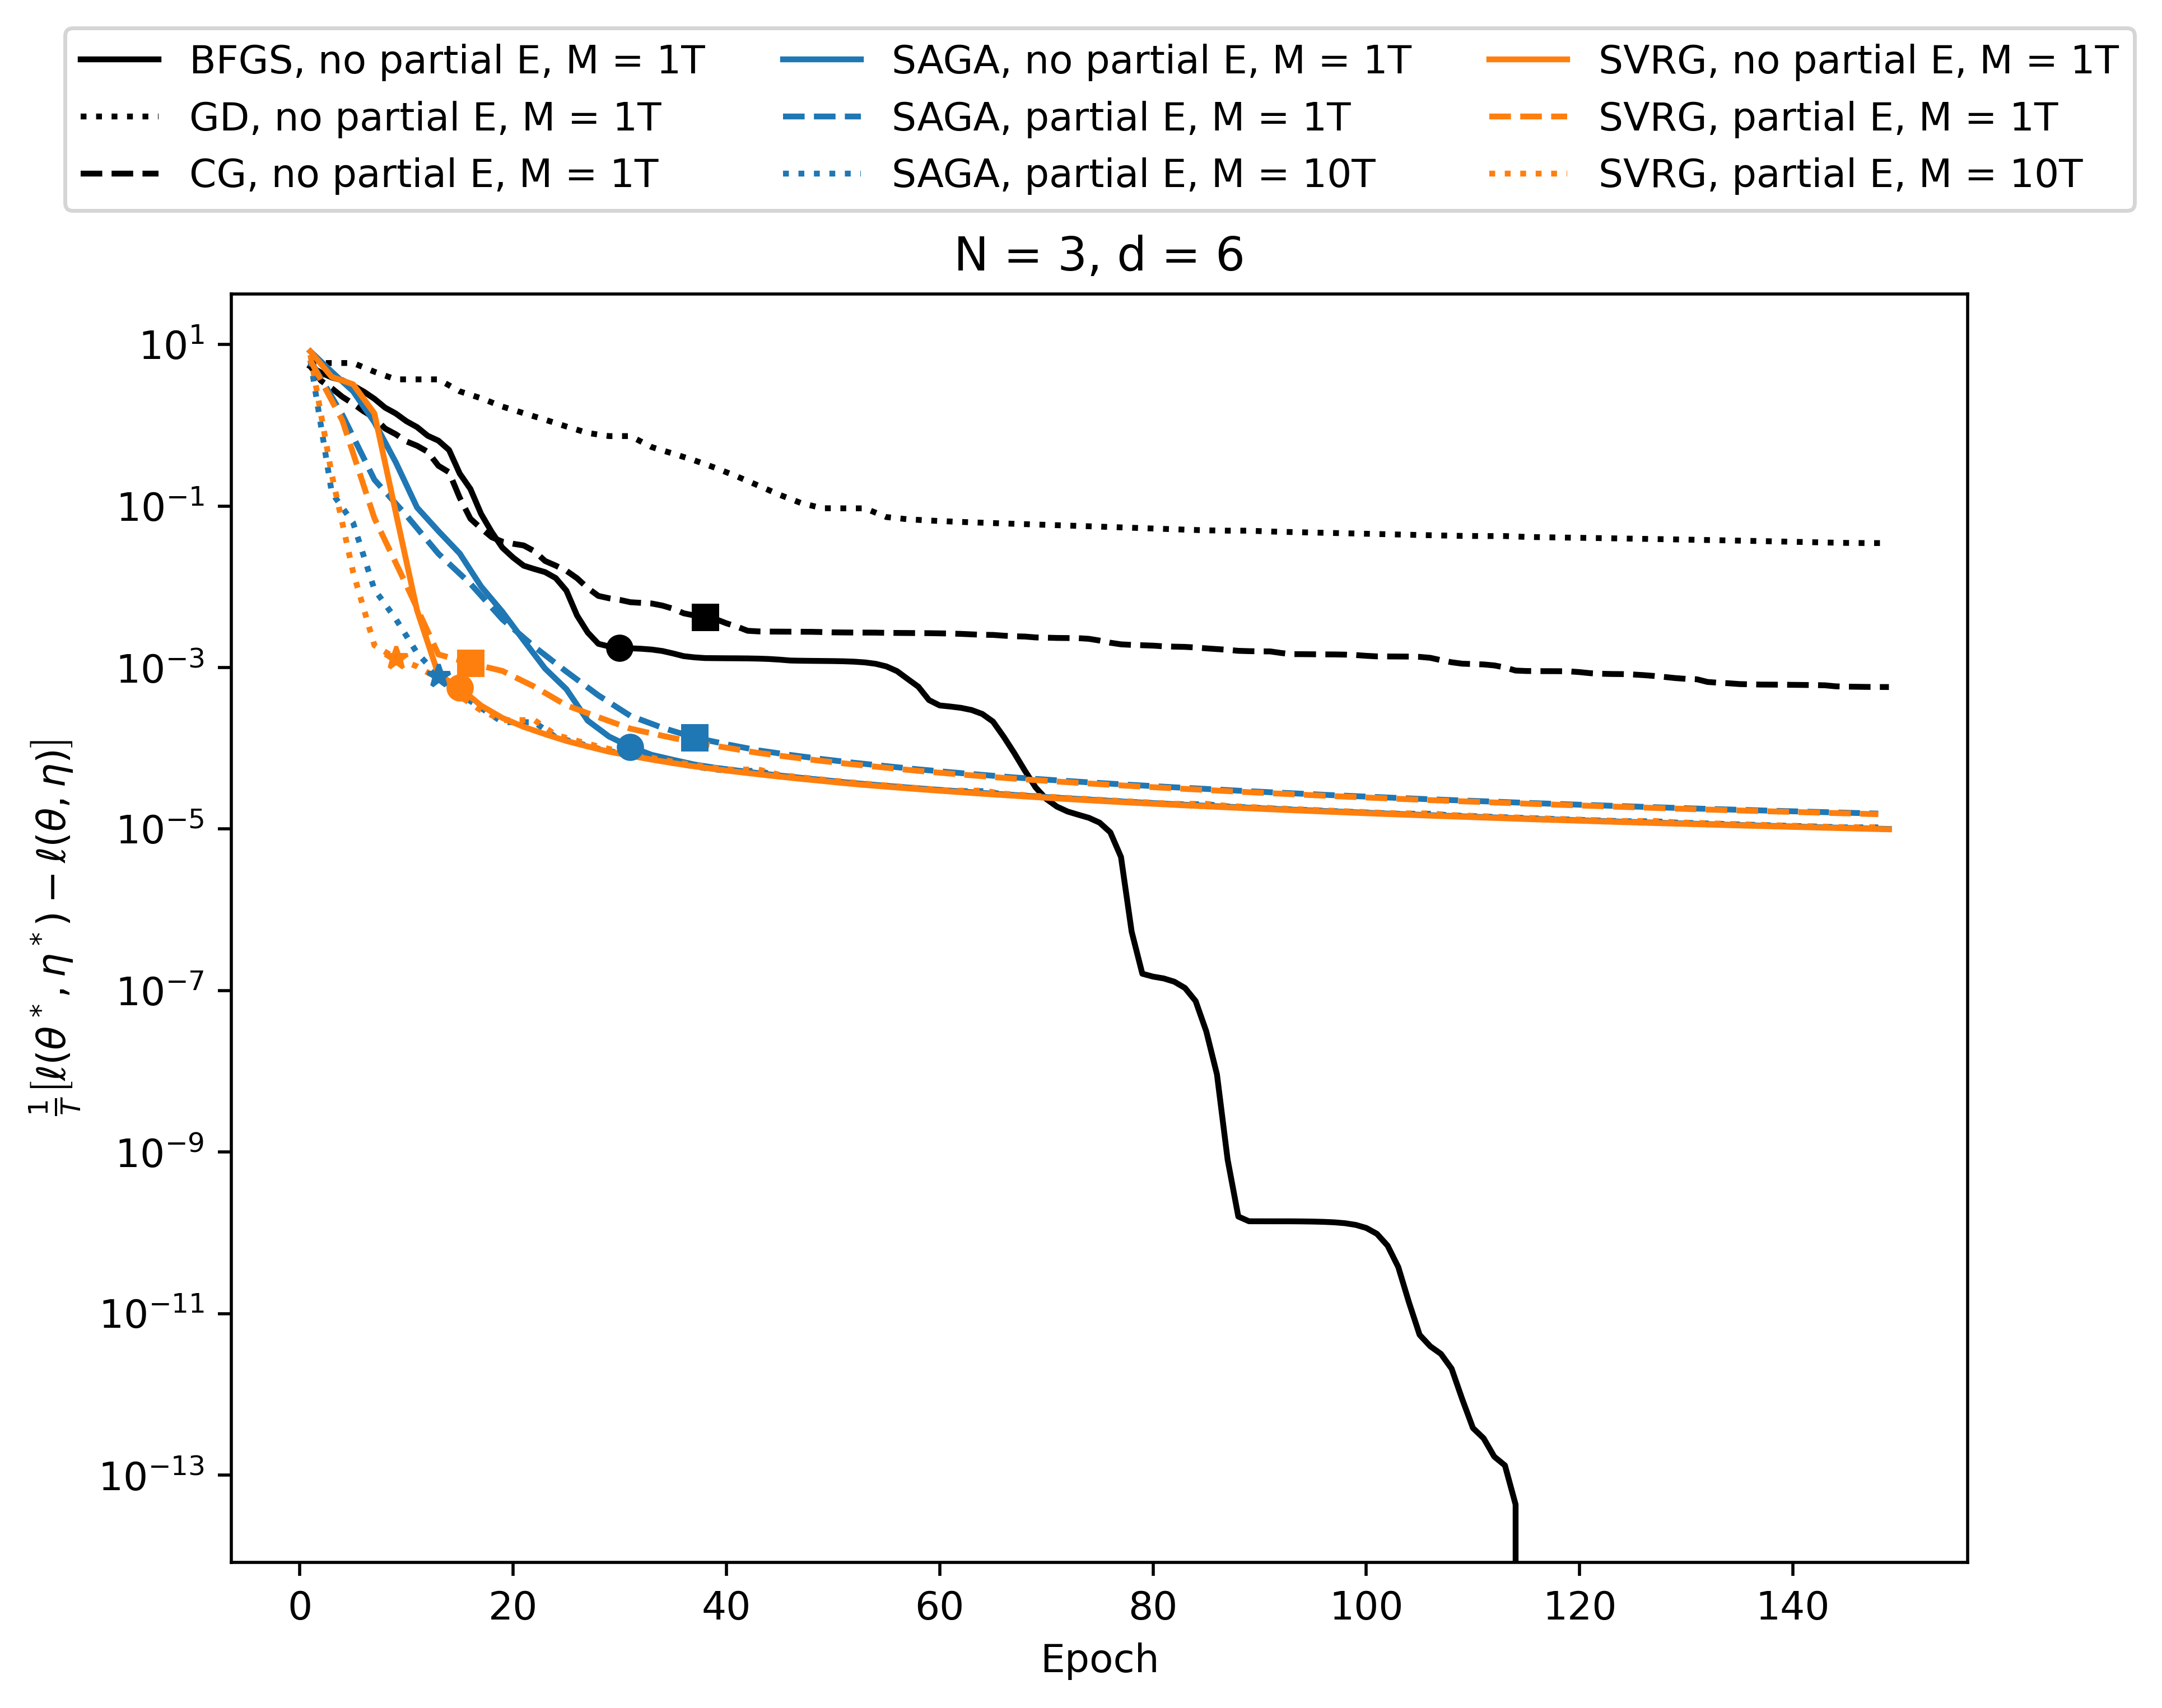 BFGS, no partial E, M = 1T
GD, no partial E, M = 1T
CG, no partial E, M = 1T
SAGA, no partial E, M = 1T
SAGA, partial E, M = 1T
SAGA, partial E, M = 10T
SVRG, no partial E, M = 1T
SVRG, partial E, M = 1T
SVRG, partial E, M = 10T
N = 3, d = 6
10¹
10⁻¹
10⁻³
10⁻⁵
10⁻⁷
10⁻⁹
10⁻¹¹
10⁻¹³
1/T [ℓ(θ*, η*) − ℓ(θ, η)]
0 20 40 60 80 100 120 140
Epoch